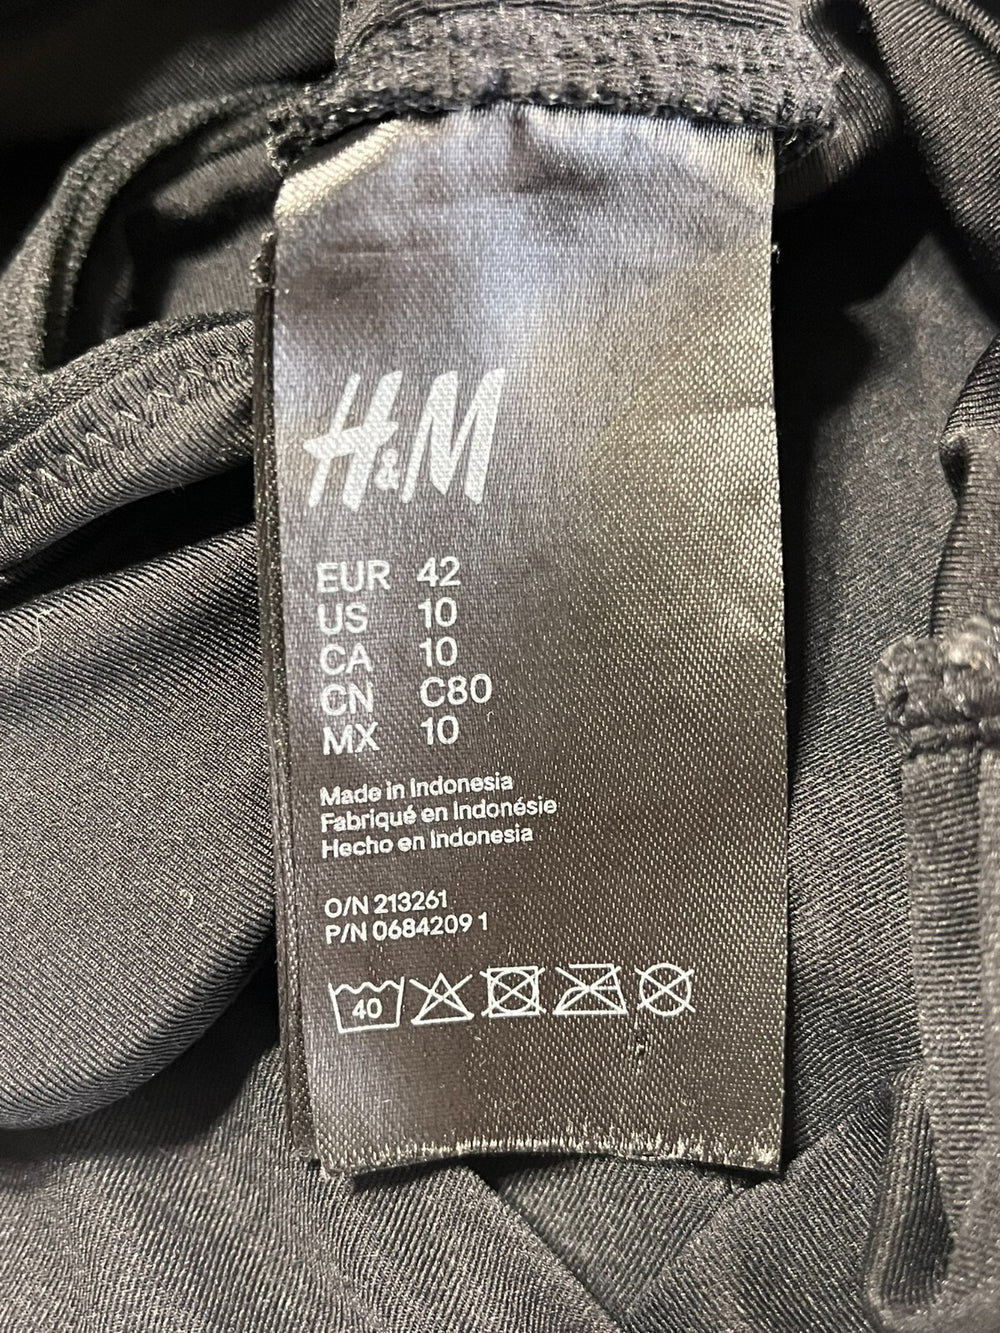 H&M
EUR 42
US 10
CA 10
CN C80
MX 10
Made in Indonesia
Fabriqué en Indonésie
Hecho en Indonesia
O/N 213261
P/N 0684209 1
40